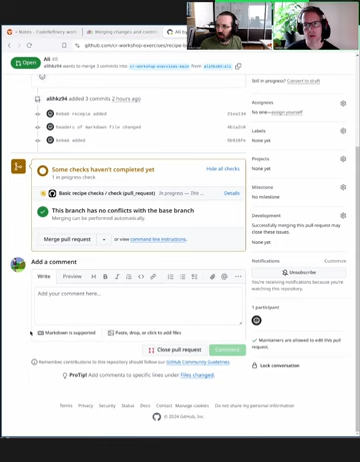 Notes - CodeRefinery wor
Merging changes and contri
github.com/cr-workshop-exercises/recipe-b
Open
Ali #8
alihkz94 wants to merge 3 commits into cr-workshop-exercises:main from alihkz94:ali
Still in progress? Convert to draft
alihkz94 added 3 commits 2 hours ago
kebab recepie added
headers of markdown file changed
kebab added
Assignees
No one—assign yourself
Labels
None yet
Projects
None yet
Milestone
No milestone
Development
Successfully merging this pull request may close these issues.
None yet
Some checks haven't completed yet
Hide all checks
1 in progress check
Basic recipe checks / check (pull_request) In progress — This ...
Details
This branch has no conflicts with the base branch
Merging can be performed automatically.
Merge pull request
or view command line instructions.
Add a comment
Write
Preview
Add your comment here...
Markdown is supported
Paste, drop, or click to add files
Close pull request
Comment
Remember, contributions to this repository should follow our GitHub Community Guidelines.
ProTip! Add comments to specific lines under Files changed.
Notifications
Customize
Unsubscribe
You're receiving notifications because you're watching this repository.
1 participant
Maintainers are allowed to edit this pull request.
Lock conversation
Terms
Privacy
Security
Status
Docs
Contact
Manage cookies
Do not share my personal information
© 2024 GitHub, Inc.